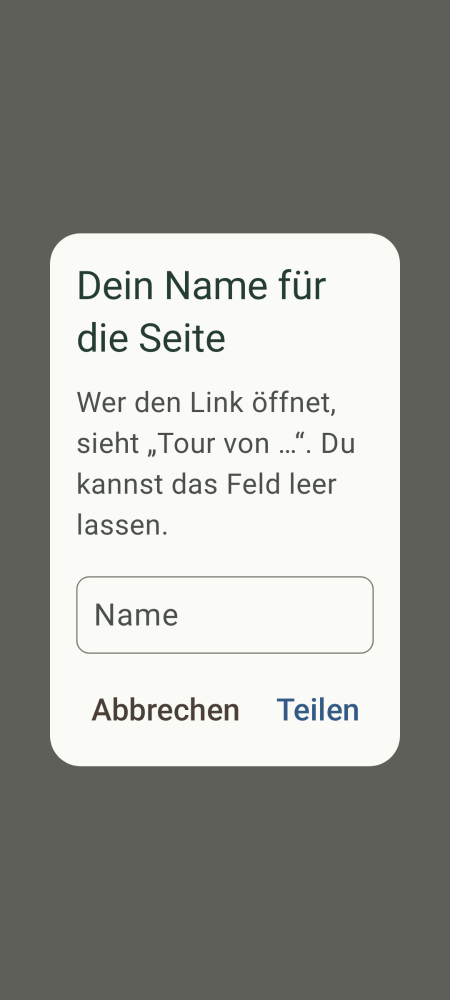 Dein Name für
die Seite
Wer den Link öffnet,
sieht „Tour von …“. Du
kannst das Feld leer
lassen.
Name
Abbrechen Teilen